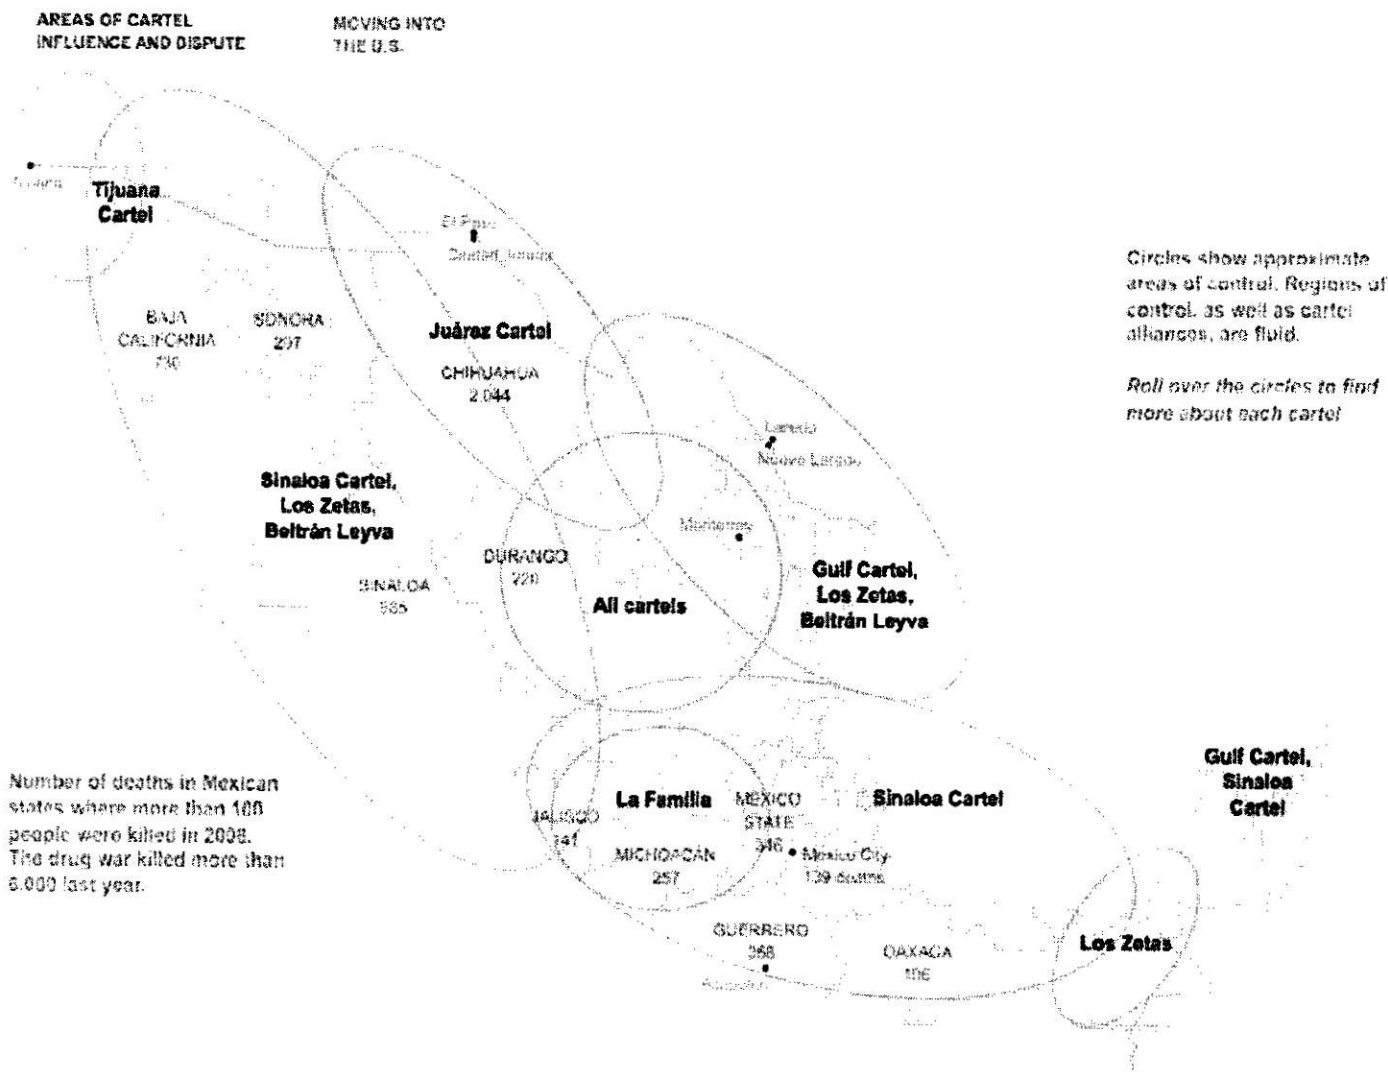 AREAS OF CARTEL
INFLUENCE AND DISPUTE
MOVING INTO
THE U.S.
Tijuana
Cartel
El Paso
Ciudad Juárez
BAJA
CALIFORNIA
SONORA
297
Juárez Cartel
CHIHUAHUA
2,044
Circles show approximate
areas of control. Regions of
control, as well as cartel
alliances, are fluid.
Roll over the circles to find
more about each cartel
Laredo
Nuevo Laredo
Sinaloa Cartel,
Los Zetas,
Beltrán Leyva
Monterrey
DURANGO
SINALOA
All cartels
Gulf Cartel,
Los Zetas,
Beltrán Leyva
Number of deaths in Mexican
states where more than 100
people were killed in 2008.
The drug war killed more than
6,000 last year.
JALISCO
La Familia
MICHOACÁN
MEXICO
STATE
Mexico City
139 deaths
Sinaloa Cartel
Gulf Cartel,
Sinaloa
Cartel
GUERRERO
OAXACA
Los Zetas